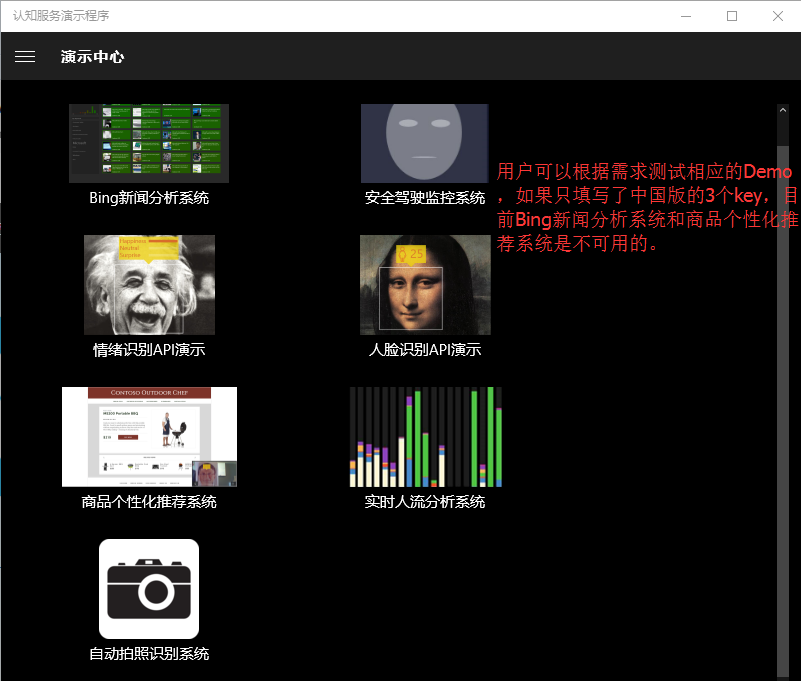 认知服务演示程序
演示中心
Bing新闻分析系统
安全驾驶监控系统
用户可以根据需求测试相应的Demo
，如果只填写了中国版的3个key，目
前Bing新闻分析系统和商品个性化推
荐系统是不可用的。
Happiness
Neutral
Surprise
25
情绪识别API演示
人脸识别API演示
CONTOSO OUTDOOR CHEF
商品个性化推荐系统
实时人流分析系统
自动拍照识别系统